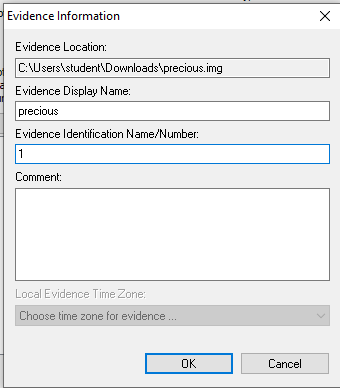 Evidence Information
Evidence Location:
C:\Users\student\Downloads\precious.img
Evidence Display Name:
precious
Evidence Identification Name/Number:
1
Comment:
Local Evidence Time Zone:
Choose time zone for evidence ...
OK
Cancel